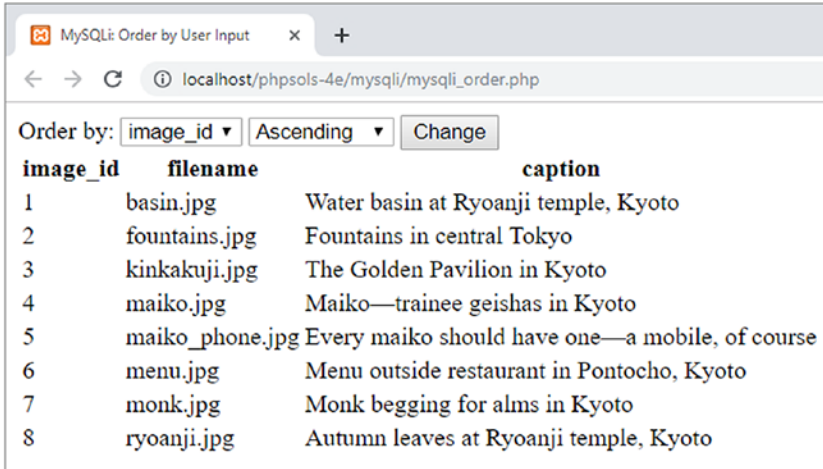 MySQLi: Order by User Input × +
localhost/phpsols-4e/mysqli/mysqli_order.php
Order by: image_id ▼ Ascending ▼ Change
image_id filename caption
1 basin.jpg Water basin at Ryoanji temple, Kyoto
2 fountains.jpg Fountains in central Tokyo
3 kinkakuji.jpg The Golden Pavilion in Kyoto
4 maiko.jpg Maiko—trainee geishas in Kyoto
5 maiko_phone.jpg Every maiko should have one—a mobile, of course
6 menu.jpg Menu outside restaurant in Pontocho, Kyoto
7 monk.jpg Monk begging for alms in Kyoto
8 ryoanji.jpg Autumn leaves at Ryoanji temple, Kyoto